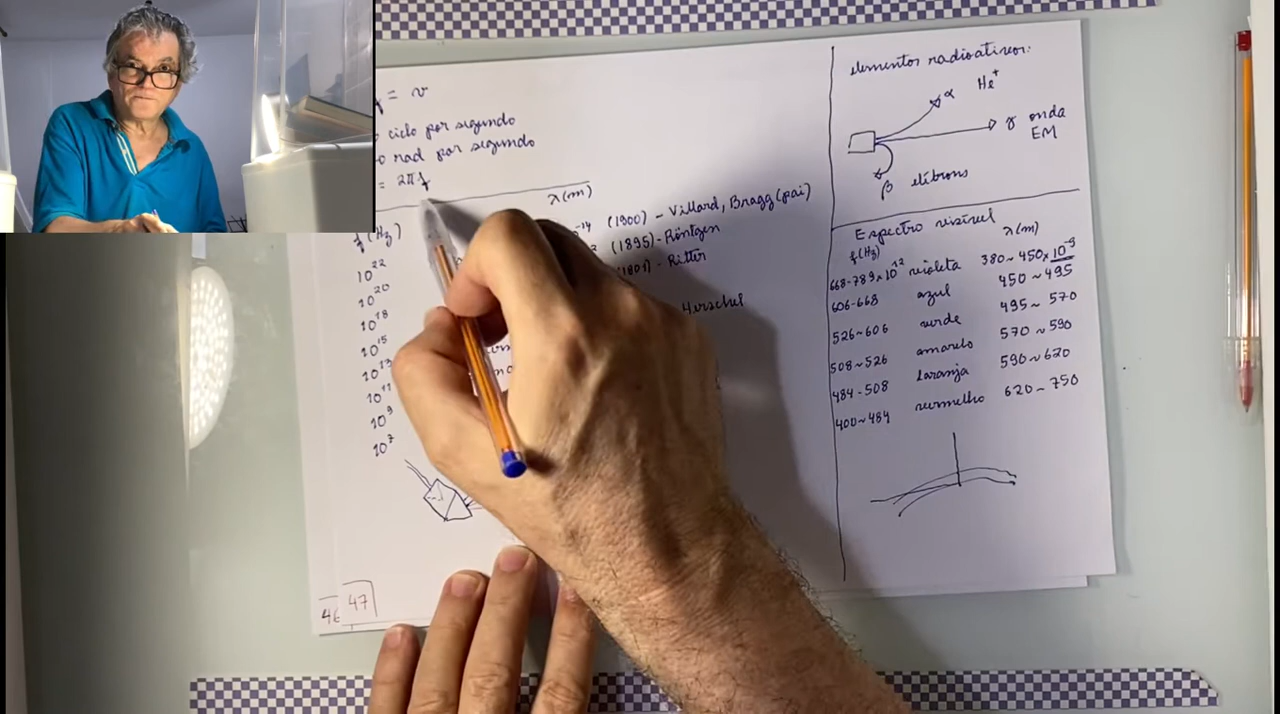 = v
ciclo por segundo
rad por segundo
= 2πf
λ(m)
f(Hz)
-14 (1900) - Villard, Bragg (pai)
(1895) - Röntgen
(1801) - Ritter
Herschel
10²²
10²⁰
10¹⁸
10¹⁵
10¹³
10¹¹
10⁹
10⁷
46
47
elementos radioativos:
He⁺
α
γ onda
EM
β elétrons
Espectro visível
f(Hz) λ(m)
668-789×10¹² violeta 380~450×10⁻⁹
606-668 azul 450~495
526~606 verde 495~570
508~526 amarelo 570~590
484-508 laranja 590~620
400~484 vermelho 620~750